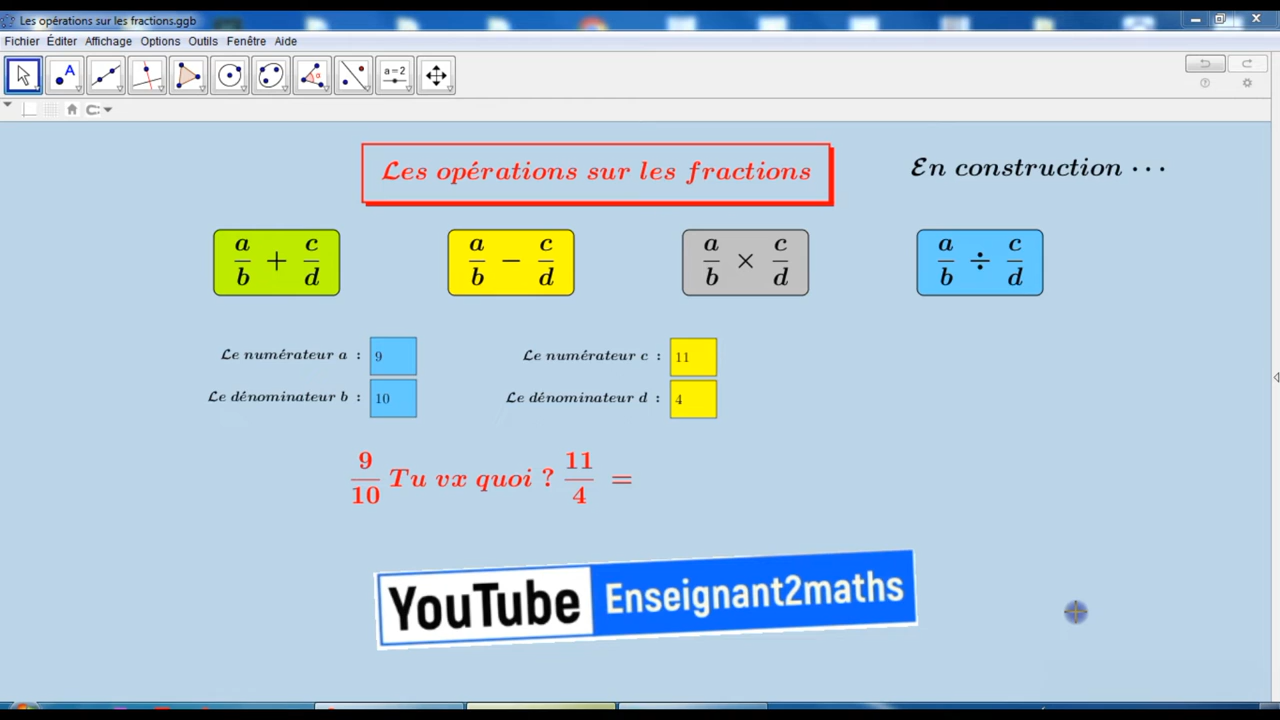 Les opérations sur les fractions.ggb
Fichier Éditer Affichage Options Outils Fenêtre Aide
A α a=2
Les opérations sur les fractions
En construction ···
a/b + c/d
a/b − c/d
a/b × c/d
a/b ÷ c/d
Le numérateur a : 9
Le numérateur c : 11
Le dénominateur b : 10
Le dénominateur d : 4
9/10 Tu vx quoi ? 11/4 =
YouTube Enseignant2maths